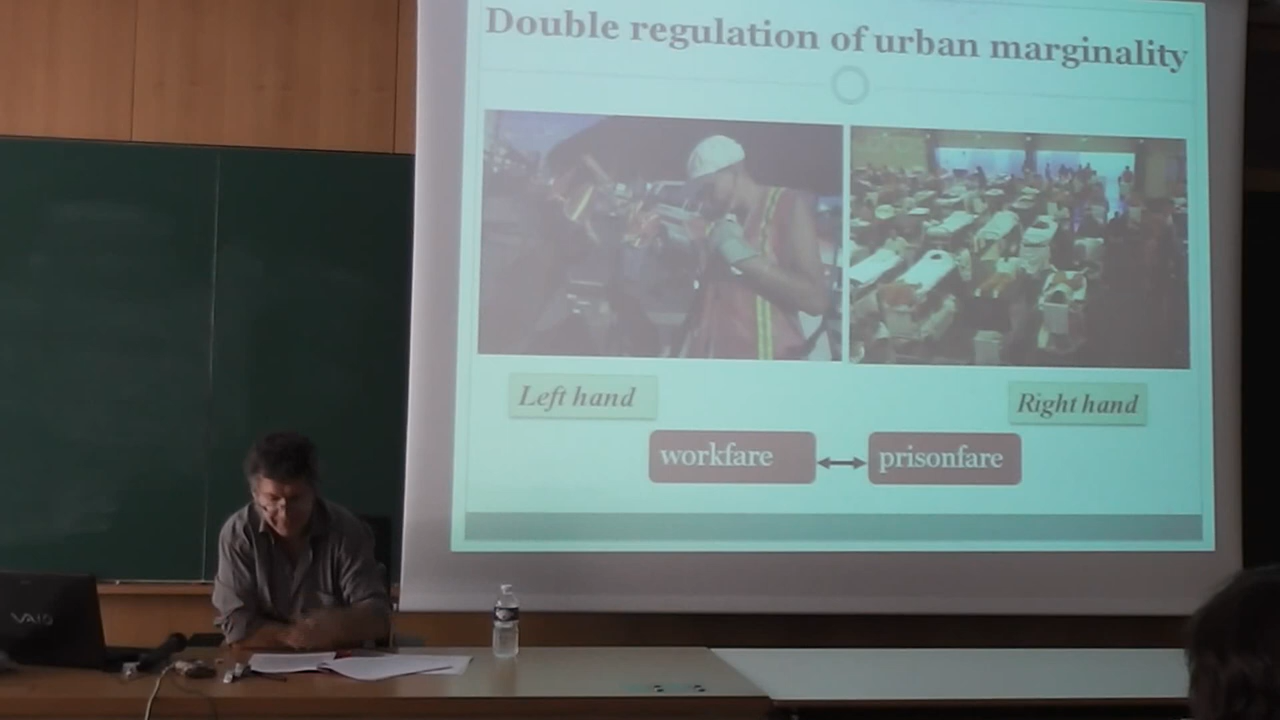 Double regulation of urban marginality
Left hand
Right hand
workfare
prisonfare
VAIO